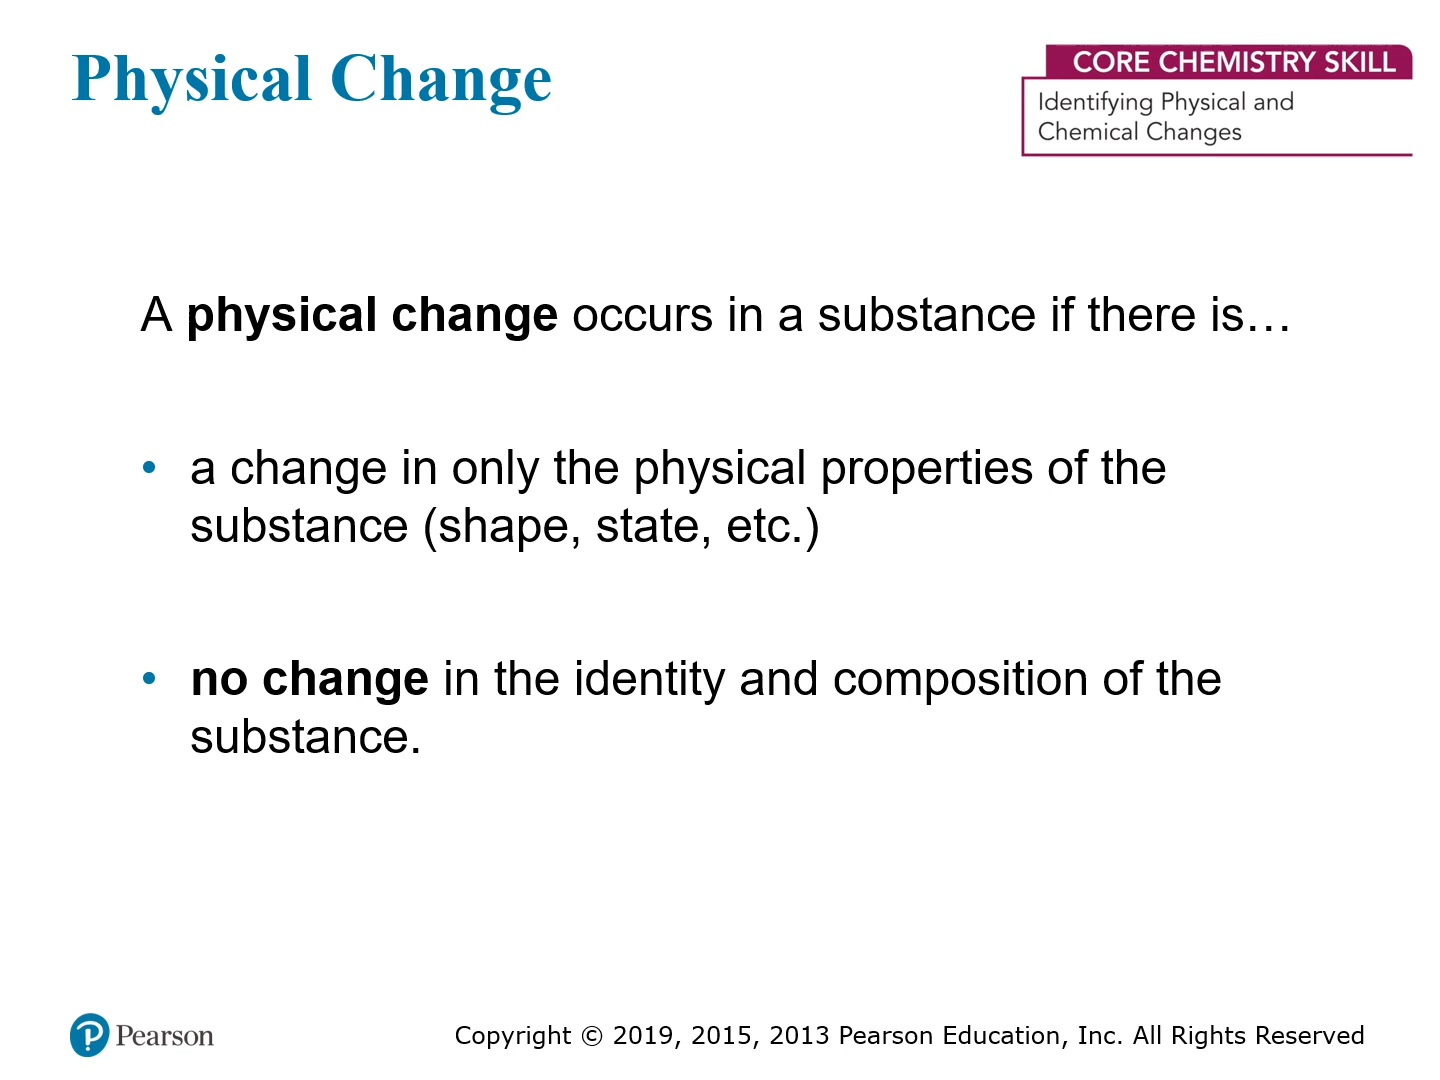 Physical Change
CORE CHEMISTRY SKILL
Identifying Physical and
Chemical Changes
A physical change occurs in a substance if there is…
• a change in only the physical properties of the
substance (shape, state, etc.)
• no change in the identity and composition of the
substance.
Pearson
Copyright © 2019, 2015, 2013 Pearson Education, Inc. All Rights Reserved